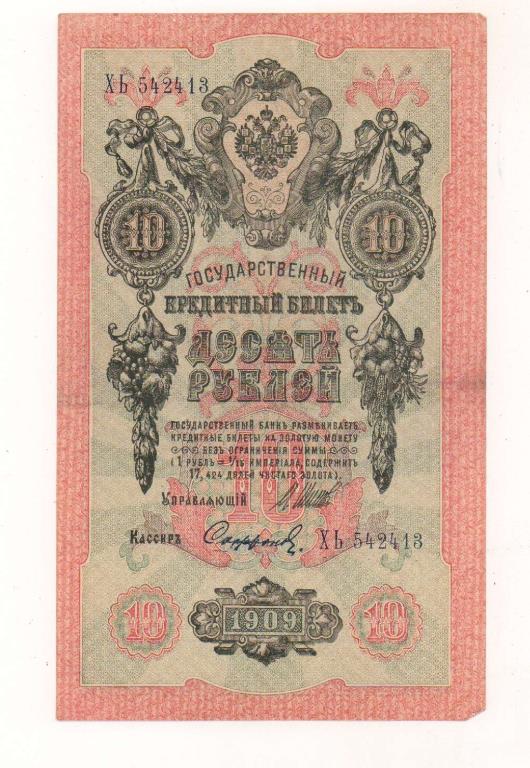 ХЬ 542413
10 10
ГОСУДАРСТВЕННЫЙ
КРЕДИТНЫЙ БИЛЕТЪ
ДЕСЯТЬ
РУБЛЕЙ
ГОСУДАРСТВЕННЫЙ БАНКЪ РАЗМѢНИВАЕТЪ
КРЕДИТНЫЕ БИЛЕТЫ НА ЗОЛОТУЮ МОНЕТУ
БЕЗЪ ОГРАНИЧЕНІЯ СУММЫ
(1 РУБЛЬ = 1/15 ИМПЕРІАЛА, СОДЕРЖИТЪ
17,424 ДОЛЕЙ ЧИСТАГО ЗОЛОТА).
10
УПРАВЛЯЮЩІЙ
КАССИРЪ Софронов ХЬ 542413
10 1909 10